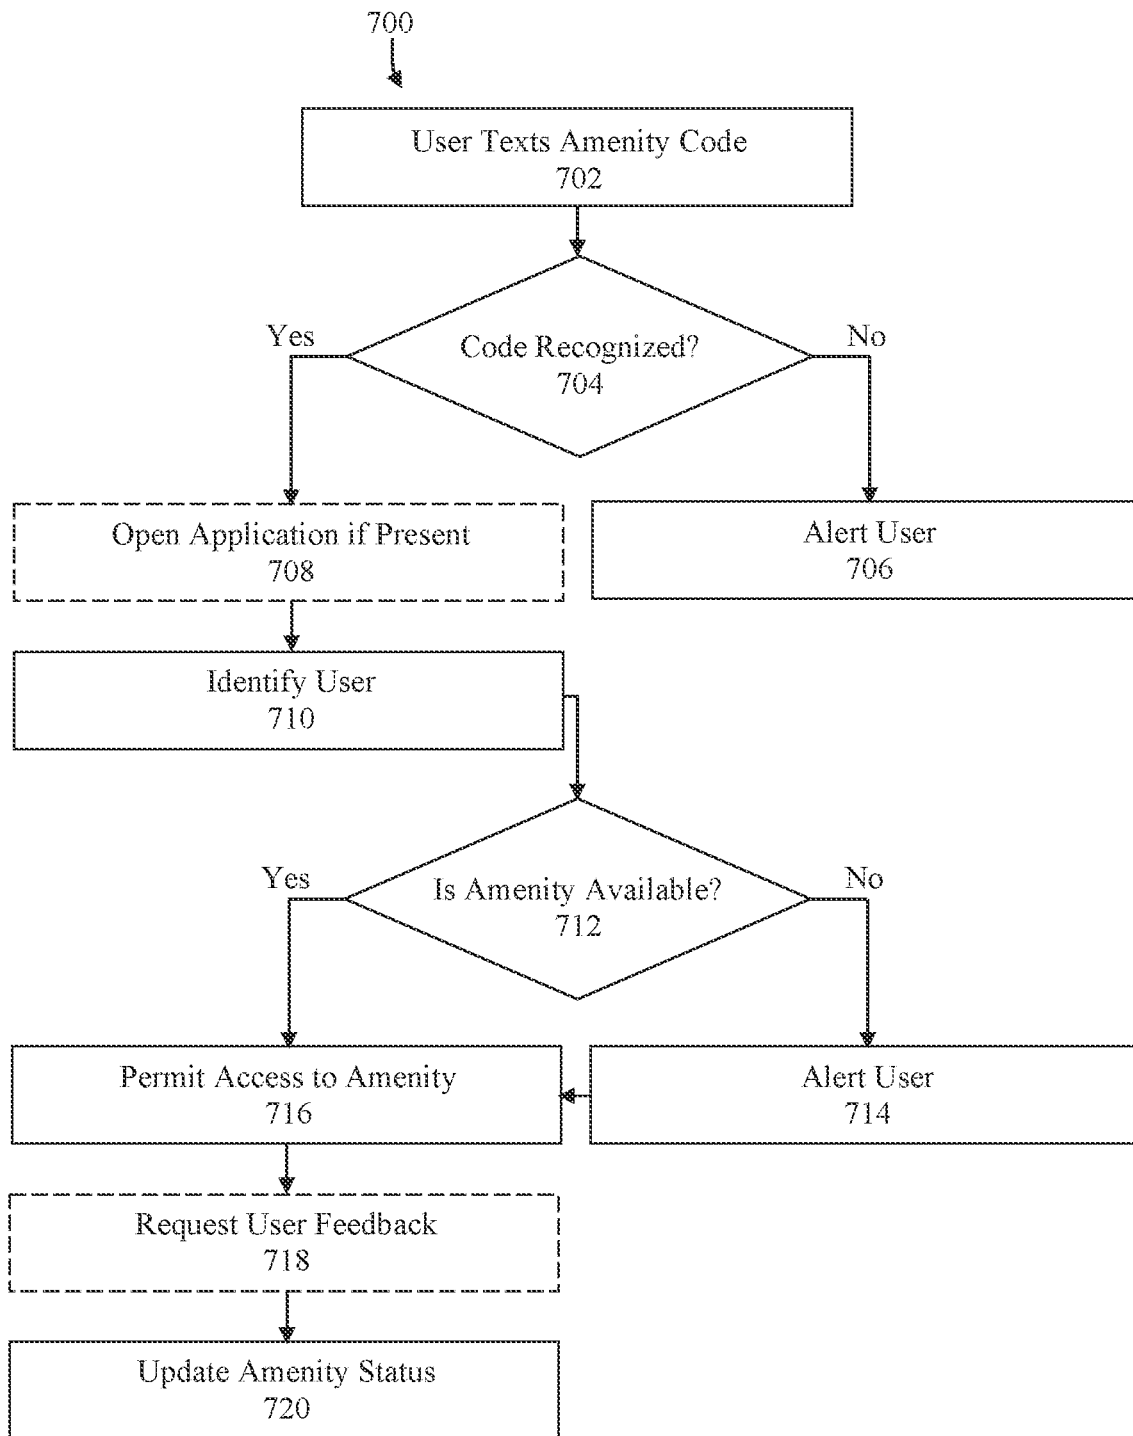 700
User Texts Amenity Code
702
Yes
No
Code Recognized?
704
Open Application if Present
708
Alert User
706
Identify User
710
Yes
No
Is Amenity Available?
712
Permit Access to Amenity
716
Alert User
714
Request User Feedback
718
Update Amenity Status
720